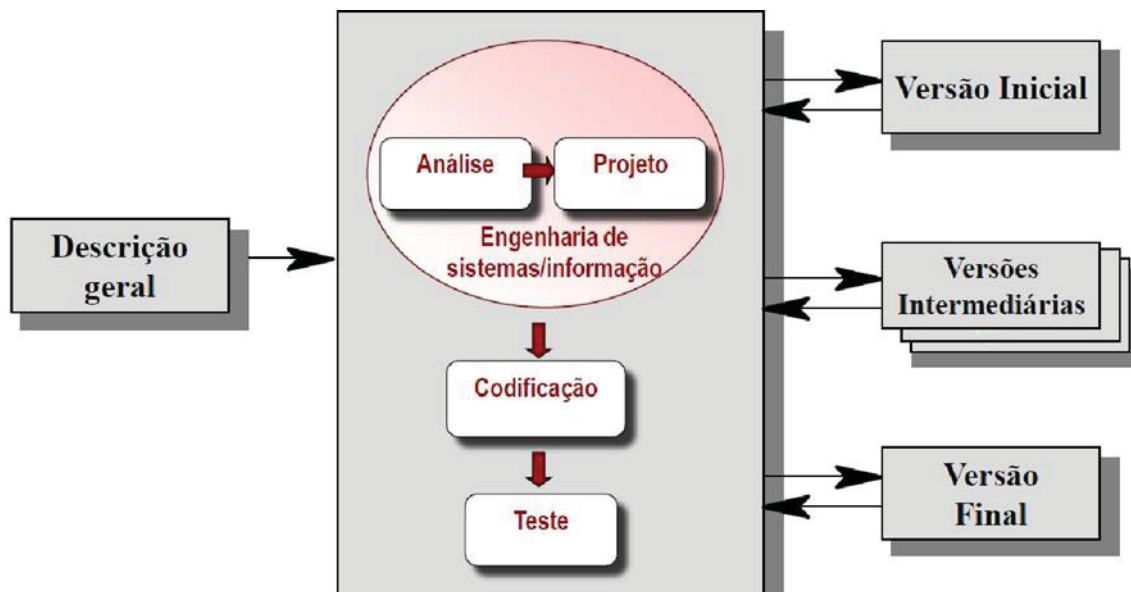 Descrição
geral
Análise
Projeto
Engenharia de
sistemas/informação
Codificação
Teste
Versão Inicial
Versões
Intermediárias
Versão
Final